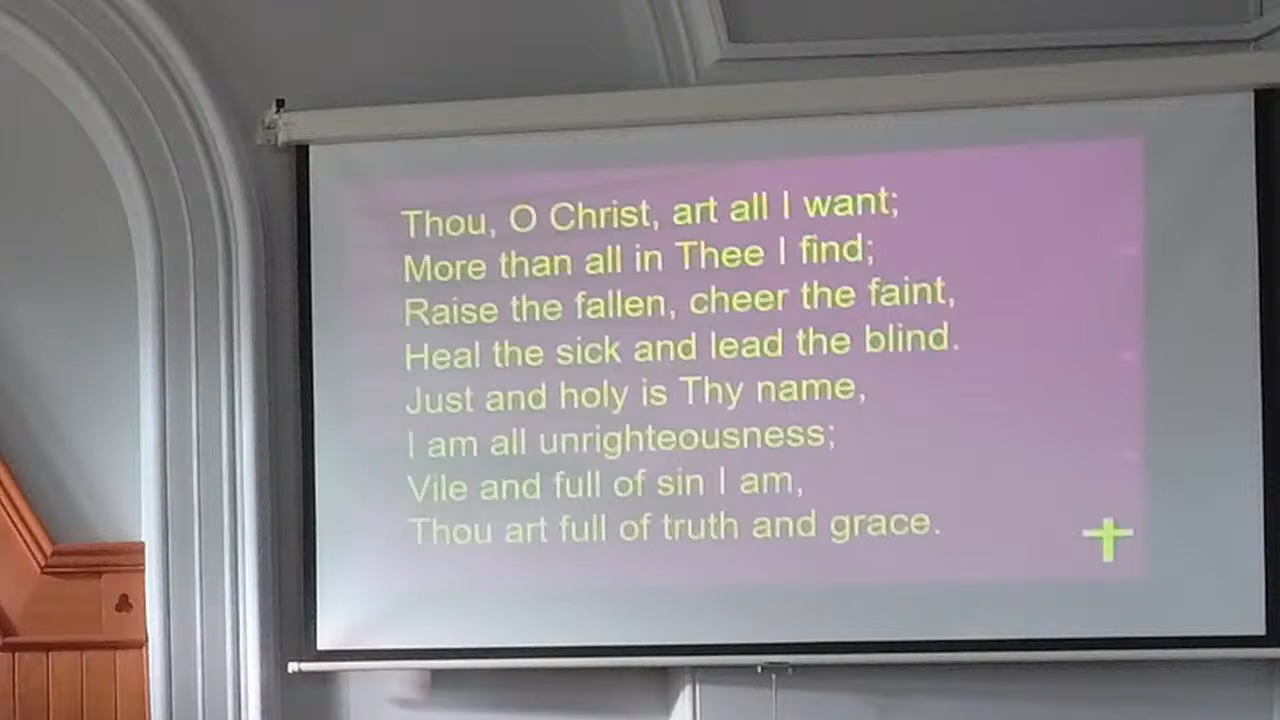 Thou, O Christ, art all I want;
More than all in Thee I find;
Raise the fallen, cheer the faint,
Heal the sick and lead the blind.
Just and holy is Thy name,
I am all unrighteousness;
Vile and full of sin I am,
Thou art full of truth and grace.